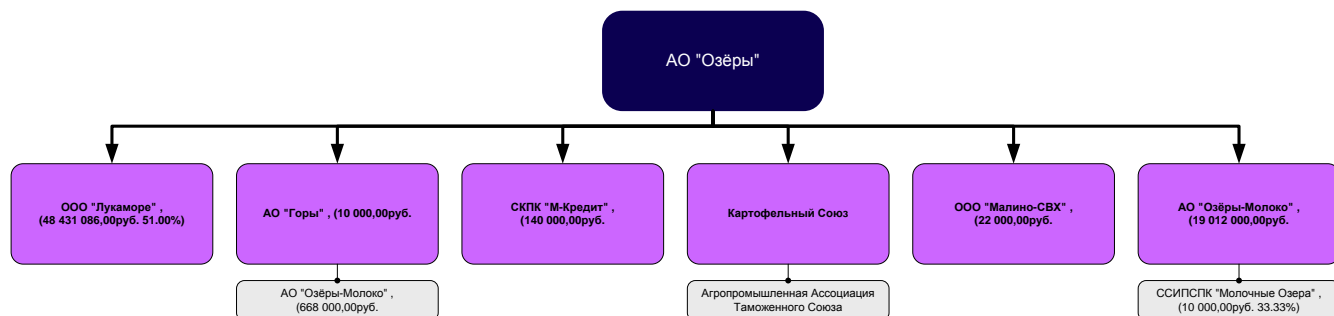 АО "Озёры"
ООО "Лукаморе" ,
(48 431 086,00руб. 51.00%)
АО "Горы" , (10 000,00руб.
СКПК "М-Кредит" ,
(140 000,00руб.
Картофельный Союз
ООО "Малино-СВХ" ,
(22 000,00руб.
АО "Озёры-Молоко" ,
(19 012 000,00руб.
АО "Озёры-Молоко" ,
(668 000,00руб.
Агропромышленная Ассоциация
Таможенного Союза
ССИПСПК "Молочные Озера" ,
(10 000,00руб. 33.33%)